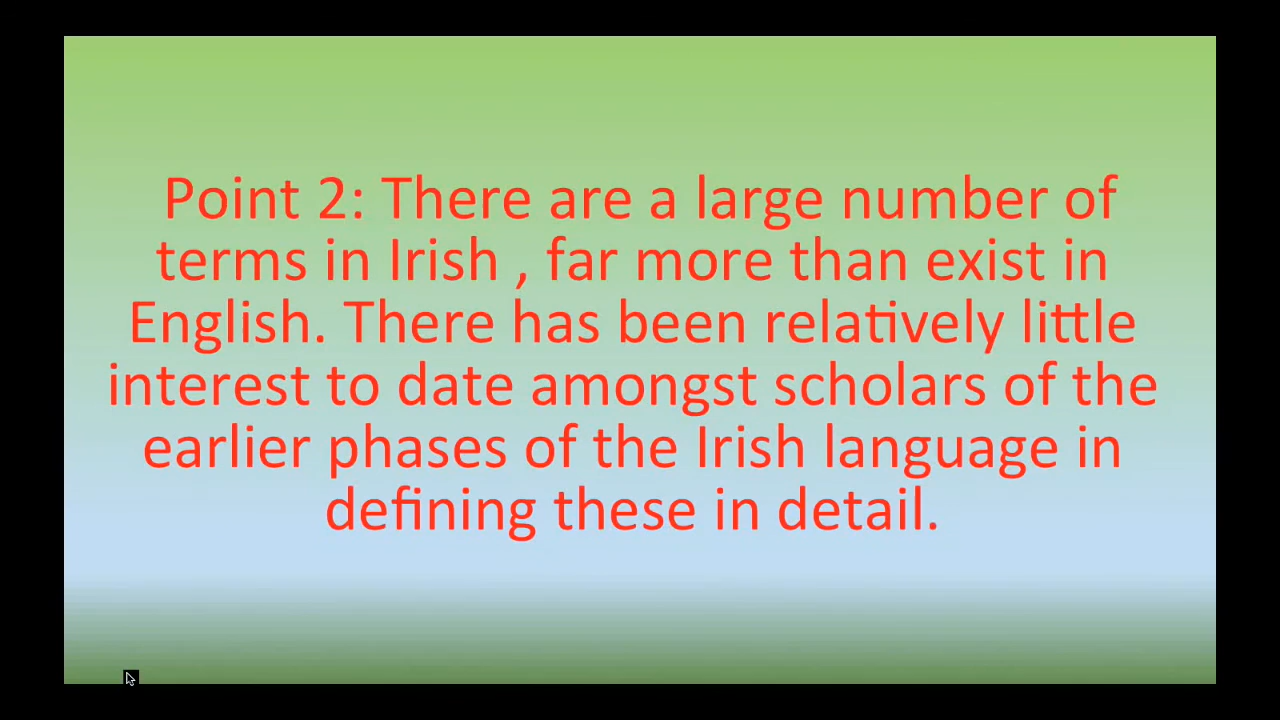 Point 2: There are a large number of
terms in Irish , far more than exist in
English. There has been relatively little
interest to date amongst scholars of the
earlier phases of the Irish language in
defining these in detail.